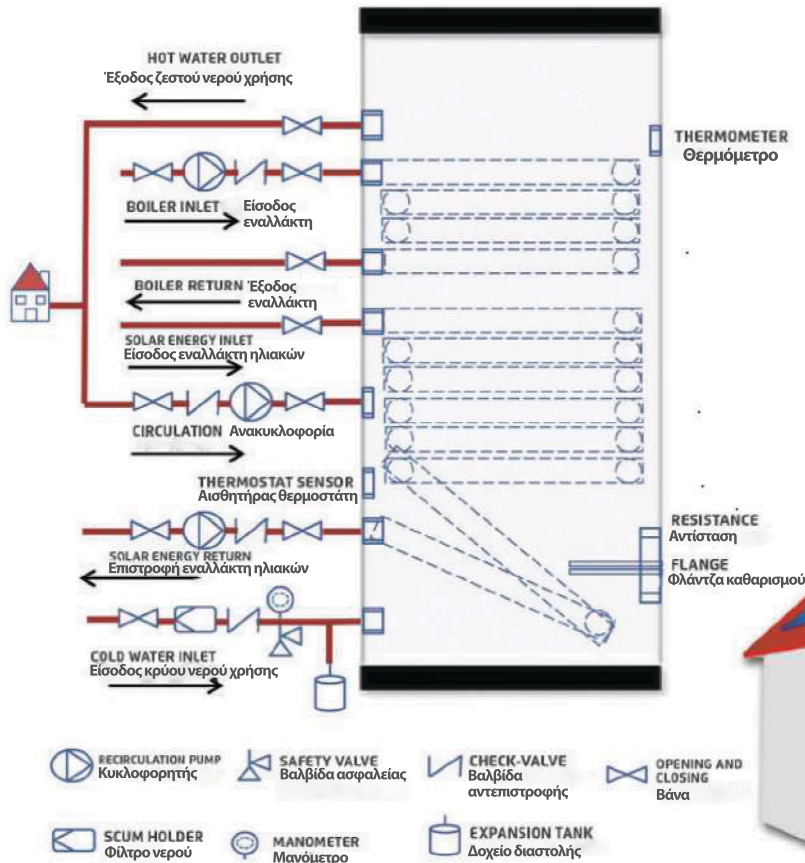 HOT WATER OUTLET
Έξοδος ζεστού νερού χρήσης
THERMOMETER
Θερμόμετρο
BOILER INLET Είσοδος
εναλλάκτη
BOILER RETURN Έξοδος
εναλλάκτη
SOLAR ENERGY INLET
Είσοδος εναλλάκτη ηλιακών
CIRCULATION Ανακυκλοφορία
THERMOSTAT SENSOR
Αισθητήρας θερμοστάτη
RESISTANCE
Αντίσταση
SOLAR ENERGY RETURN
Επιστροφή εναλλάκτη ηλιακών
FLANGE
Φλάντζα καθαρισμού
COLD WATER INLET
Είσοδος κρύου νερού χρήσης
RECIRCULATION PUMP
Κυκλοφορητής
SAFETY VALVE
Βαλβίδα ασφαλείας
CHECK-VALVE
Βαλβίδα
αντεπιστροφής
OPENING AND
CLOSING
Βάνα
SCUM HOLDER
Φίλτρο νερού
MANOMETER
Μανόμετρο
EXPANSION TANK
Δοχείο διαστολής